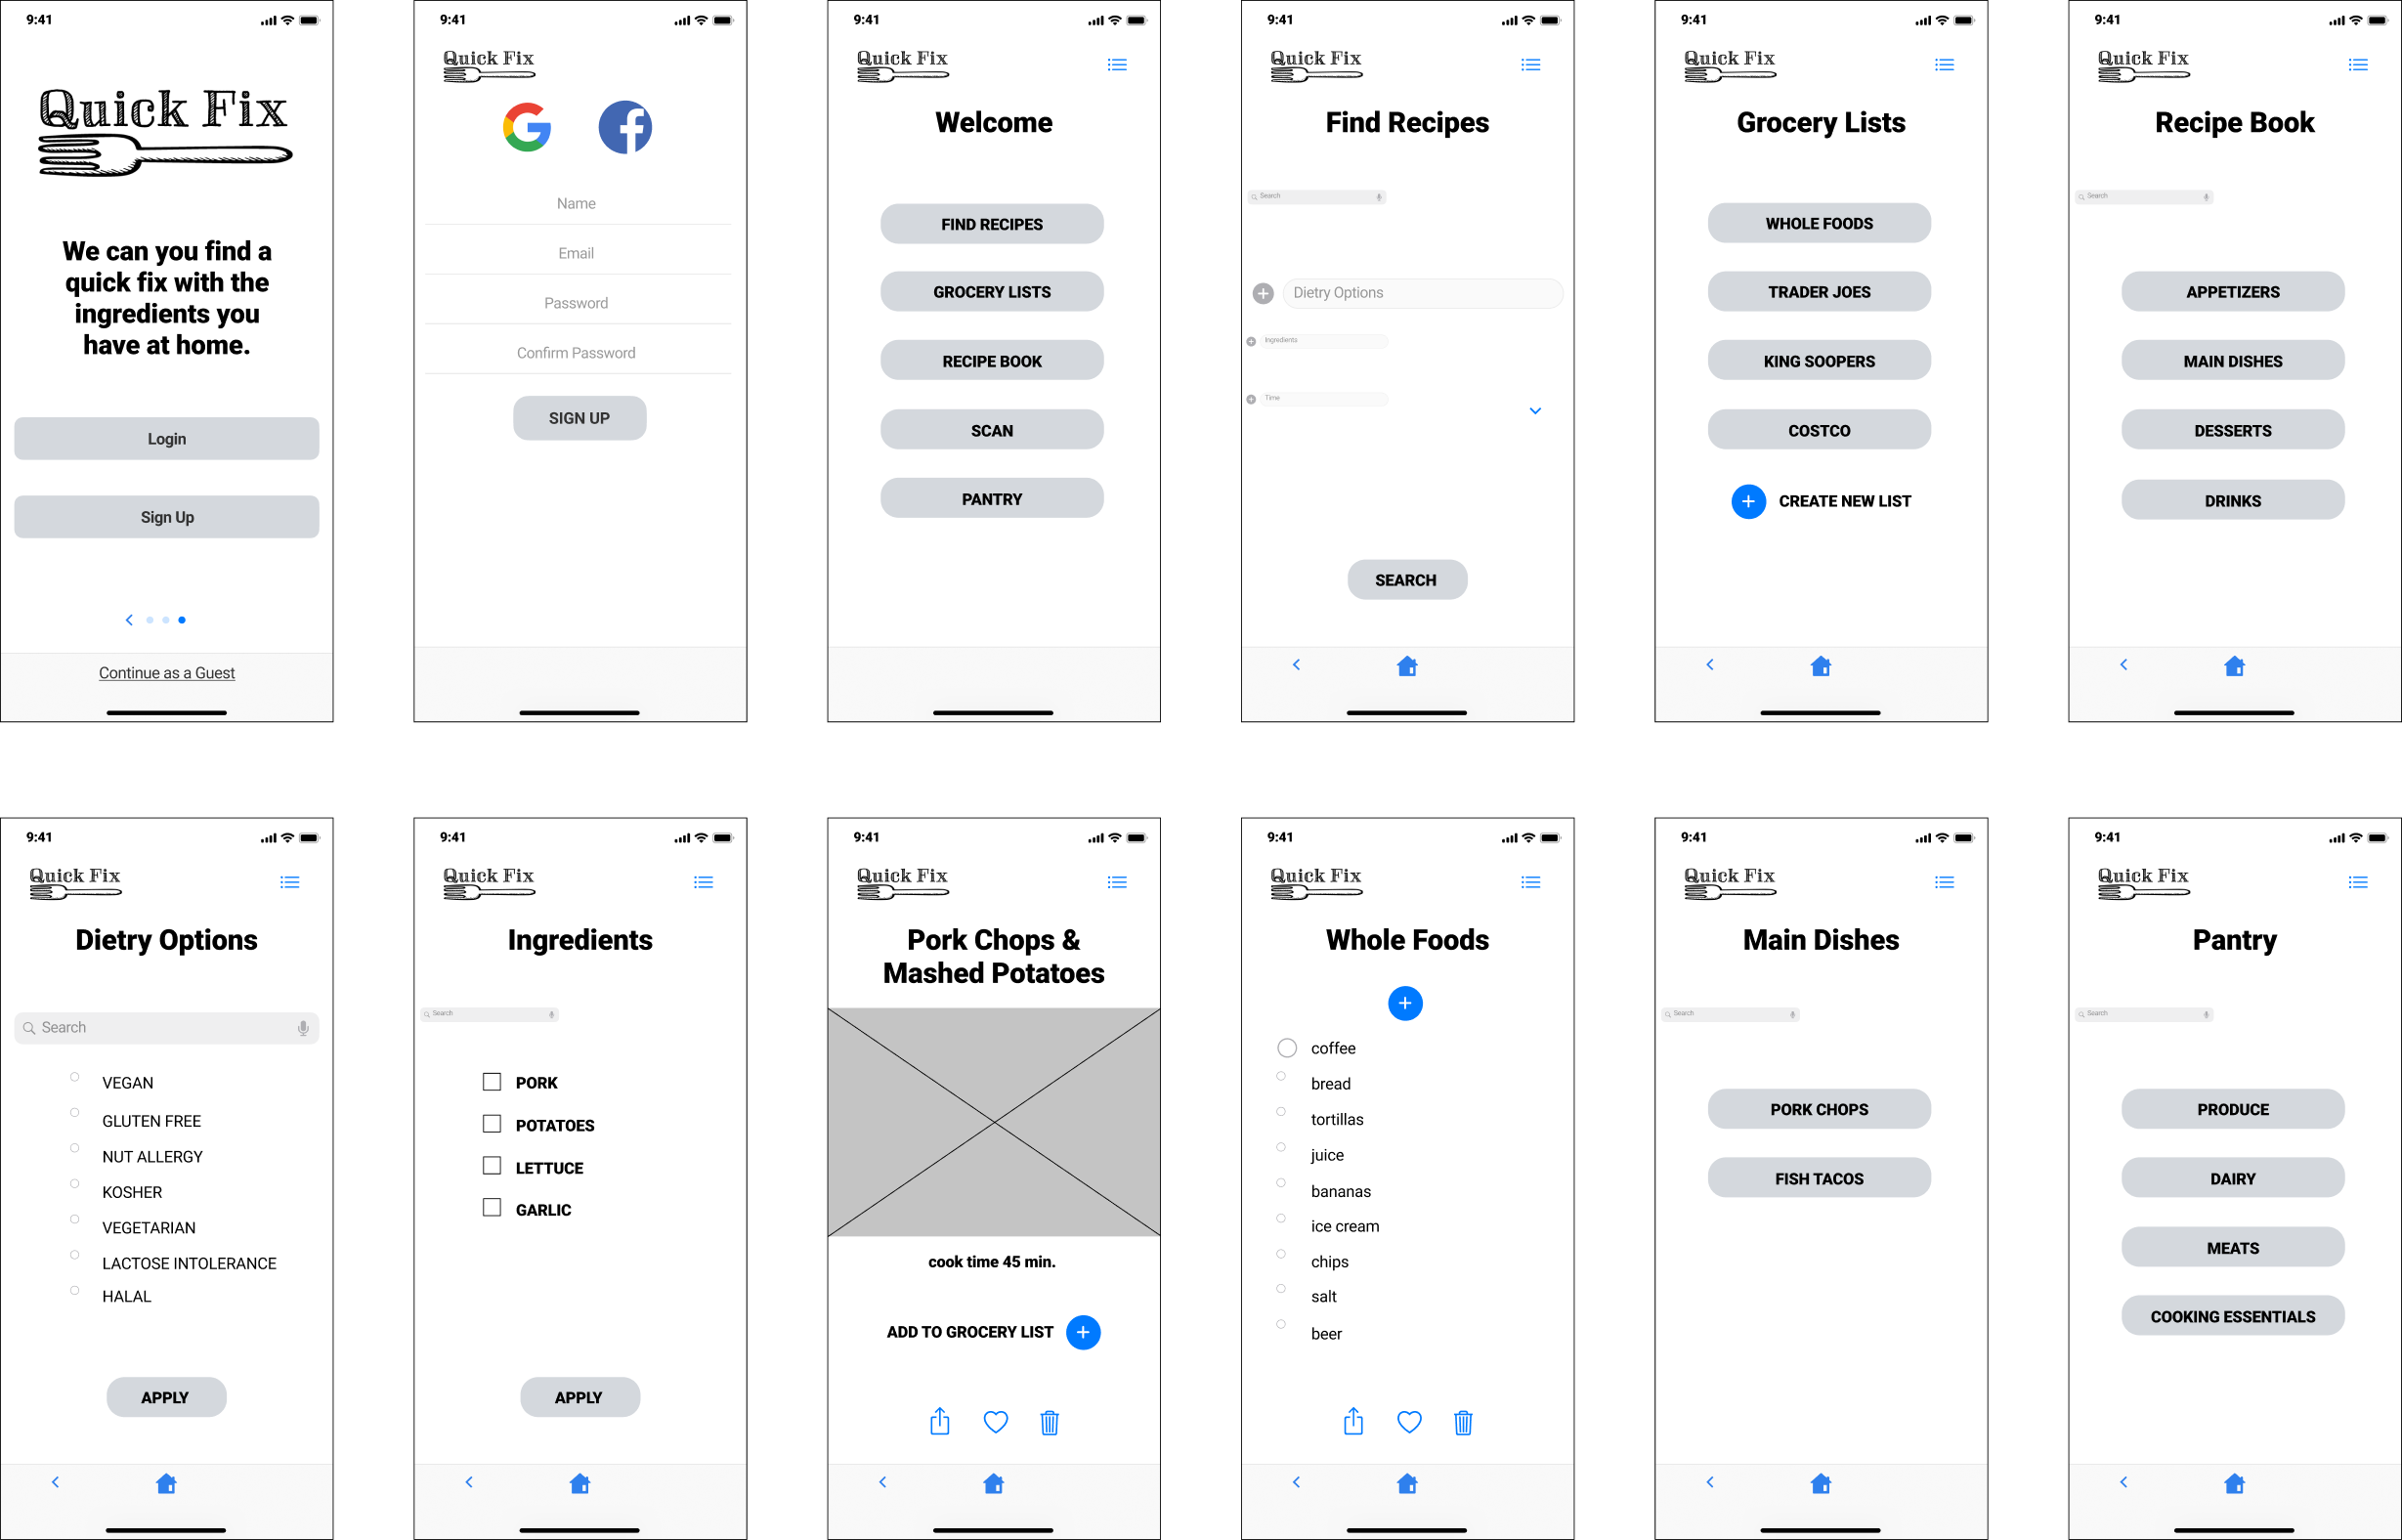 9:41
Quick Fix
We can you find a
quick fix with the
ingredients you
have at home.
Login
Sign Up
Continue as a Guest
9:41
Quick Fix
Name
Email
Password
Confirm Password
SIGN UP
9:41
Quick Fix
Welcome
FIND RECIPES
GROCERY LISTS
RECIPE BOOK
SCAN
PANTRY
9:41
Quick Fix
Find Recipes
Search
Dietry Options
Ingredients
Time
SEARCH
9:41
Quick Fix
Grocery Lists
WHOLE FOODS
TRADER JOES
KING SOOPERS
COSTCO
CREATE NEW LIST
9:41
Quick Fix
Recipe Book
Search
APPETIZERS
MAIN DISHES
DESSERTS
DRINKS
9:41
Quick Fix
Dietry Options
Search
VEGAN
GLUTEN FREE
NUT ALLERGY
KOSHER
VEGETARIAN
LACTOSE INTOLERANCE
HALAL
APPLY
9:41
Quick Fix
Ingredients
Search
PORK
POTATOES
LETTUCE
GARLIC
APPLY
9:41
Quick Fix
Pork Chops &
Mashed Potatoes
cook time 45 min.
ADD TO GROCERY LIST
9:41
Quick Fix
Whole Foods
coffee
bread
tortillas
juice
bananas
ice cream
chips
salt
beer
9:41
Quick Fix
Main Dishes
Search
PORK CHOPS
FISH TACOS
9:41
Quick Fix
Pantry
Search
PRODUCE
DAIRY
MEATS
COOKING ESSENTIALS